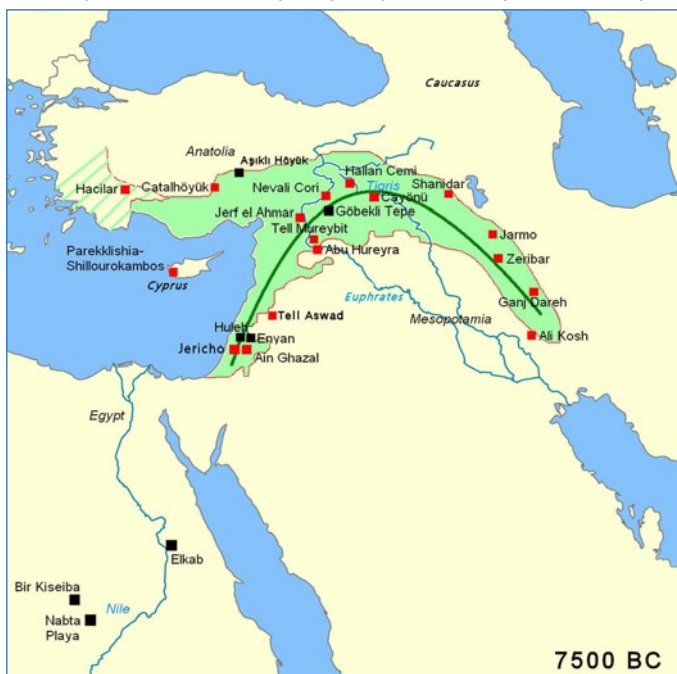 Caucasus
Anatolia
Aşıklı Höyük
Hallan Cemi
Tigris
Shanidar
Hacilar
Catalhöyük
Nevali Cori
Cayönü
Jerf el Ahmar
Göbekli Tepe
Tell Mureybit
Jarmo
Abu Hureyra
Zeribar
Parekklishia-
Shillourokambos
Cyprus
Euphrates
Ganj Dareh
Tell Aswad
Mesopotamia
Huleh
Enyan
Ali Kosh
Jericho
Ain Ghazal
Egypt
Elkab
Bir Kiseiba
Nile
Nabta
Playa
7500 BC